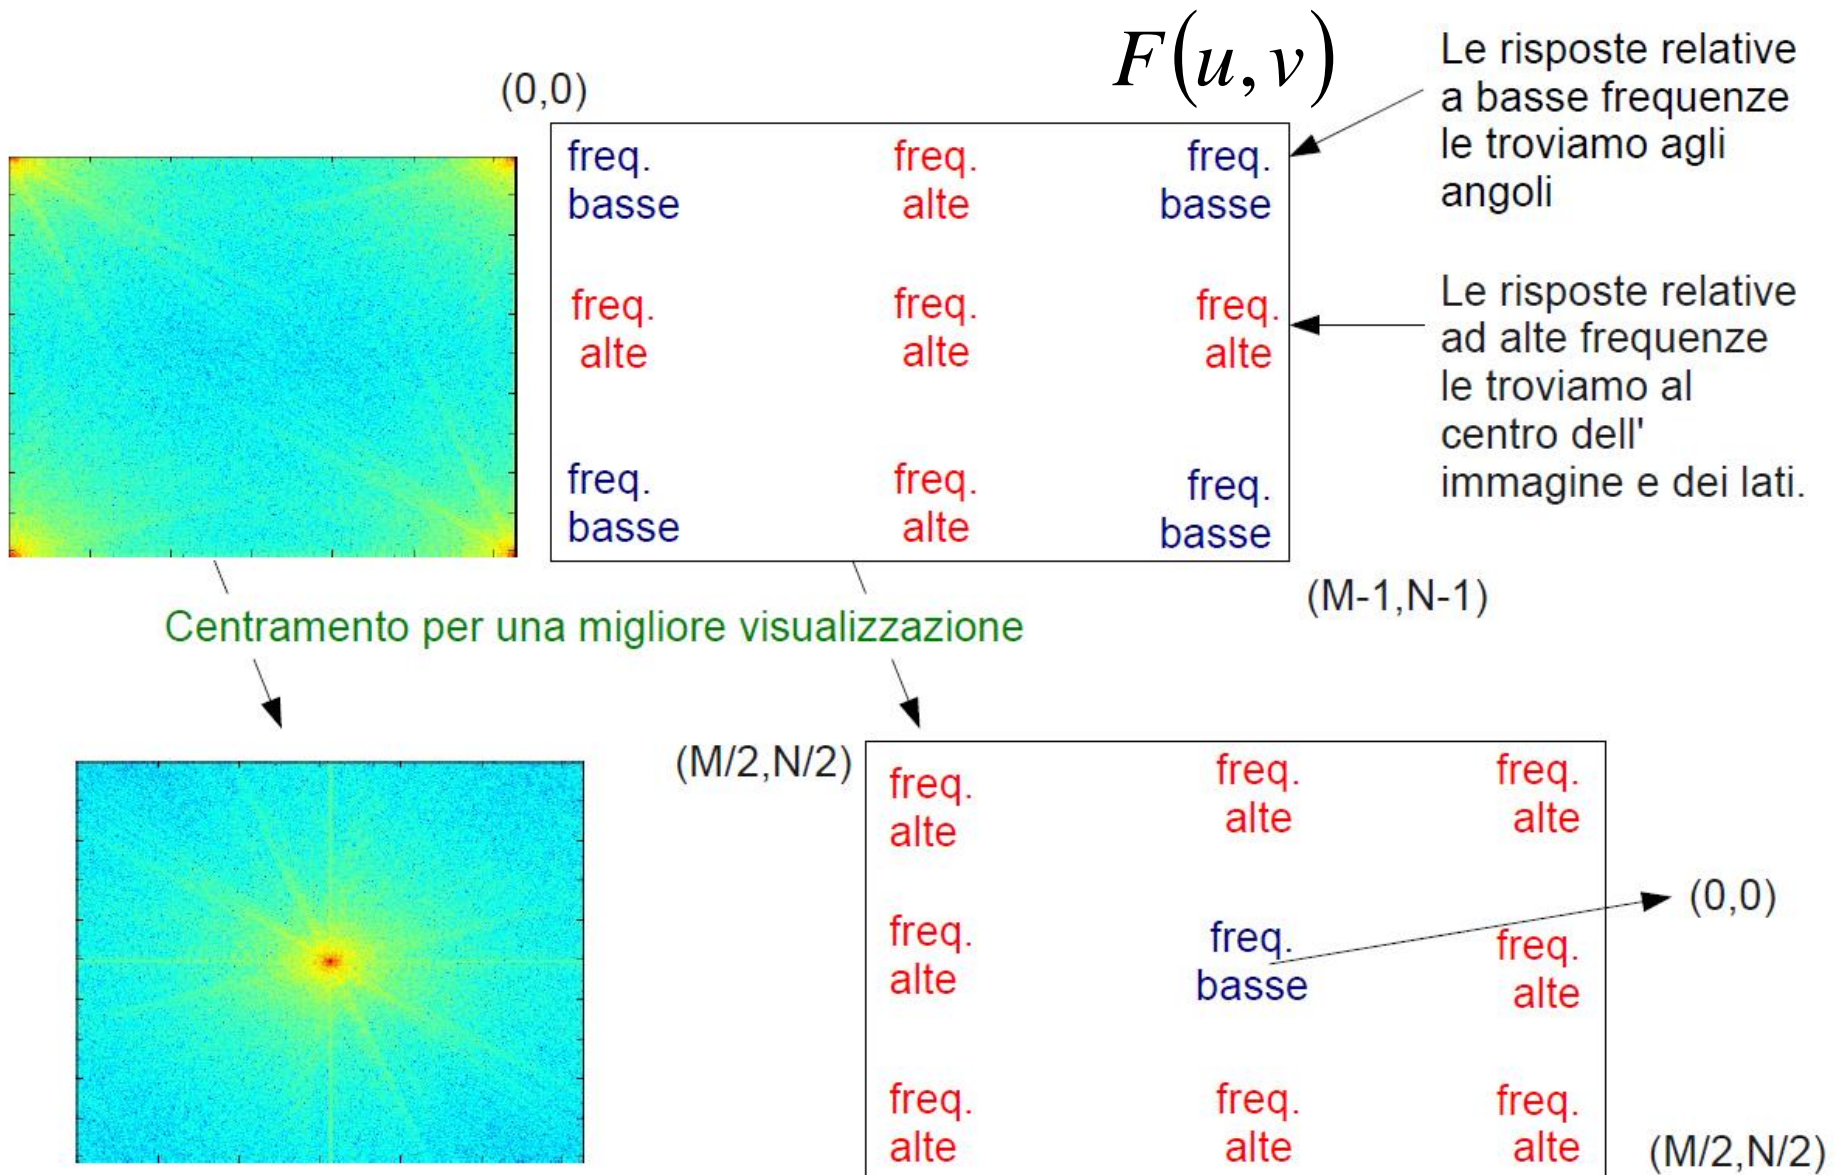 F(u, v)
(0,0)
Le risposte relative
a basse frequenze
le troviamo agli
angoli
freq. freq. freq.
basse alte basse
freq. freq. freq.
alte alte alte
freq. freq. freq.
basse alte basse
Le risposte relative
ad alte frequenze
le troviamo al
centro dell'
immagine e dei lati.
(M-1,N-1)
Centramento per una migliore visualizzazione
(M/2,N/2)
freq. freq. freq.
alte alte alte
(0,0)
freq. freq. freq.
alte basse alte
freq. freq. freq.
alte alte alte
(M/2,N/2)